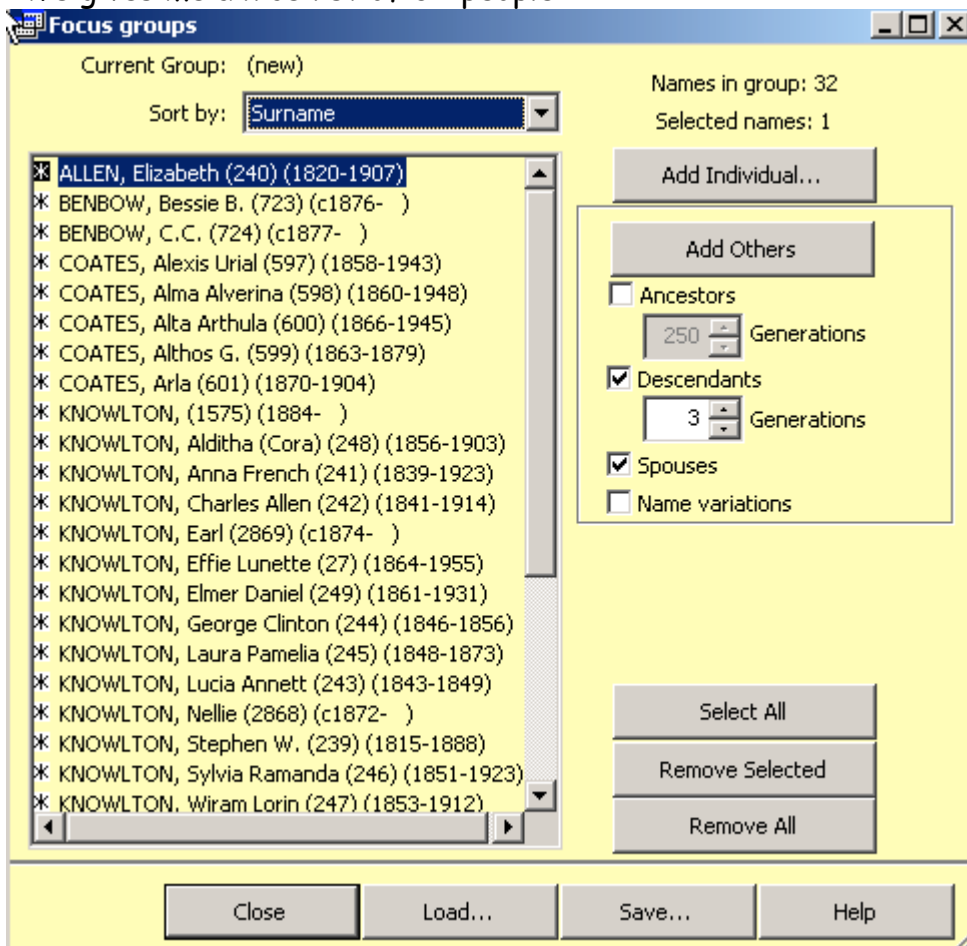 Focus groups
Current Group: (new)
Names in group: 32
Sort by: Surname
Selected names: 1
ALLEN, Elizabeth (240) (1820-1907)
BENBOW, Bessie B. (723) (c1876- )
BENBOW, C.C. (724) (c1877- )
COATES, Alexis Urial (597) (1858-1943)
COATES, Alma Alverina (598) (1860-1948)
COATES, Alta Arthula (600) (1866-1945)
COATES, Althos G. (599) (1863-1879)
COATES, Arla (601) (1870-1904)
KNOWLTON, (1575) (1884- )
KNOWLTON, Alditha (Cora) (248) (1856-1903)
KNOWLTON, Anna French (241) (1839-1923)
KNOWLTON, Charles Allen (242) (1841-1914)
KNOWLTON, Earl (2869) (c1874- )
KNOWLTON, Effie Lunette (27) (1864-1955)
KNOWLTON, Elmer Daniel (249) (1861-1931)
KNOWLTON, George Clinton (244) (1846-1856)
KNOWLTON, Laura Pamelia (245) (1848-1873)
KNOWLTON, Lucia Annett (243) (1843-1849)
KNOWLTON, Nellie (2868) (c1872- )
KNOWLTON, Stephen W. (239) (1815-1888)
KNOWLTON, Sylvia Ramanda (246) (1851-1923)
KNOWLTON, Wiram Lorin (247) (1853-1912)
Add Individual...
Add Others
Ancestors
250 Generations
Descendants
3 Generations
Spouses
Name variations
Select All
Remove Selected
Remove All
Close
Load...
Save...
Help